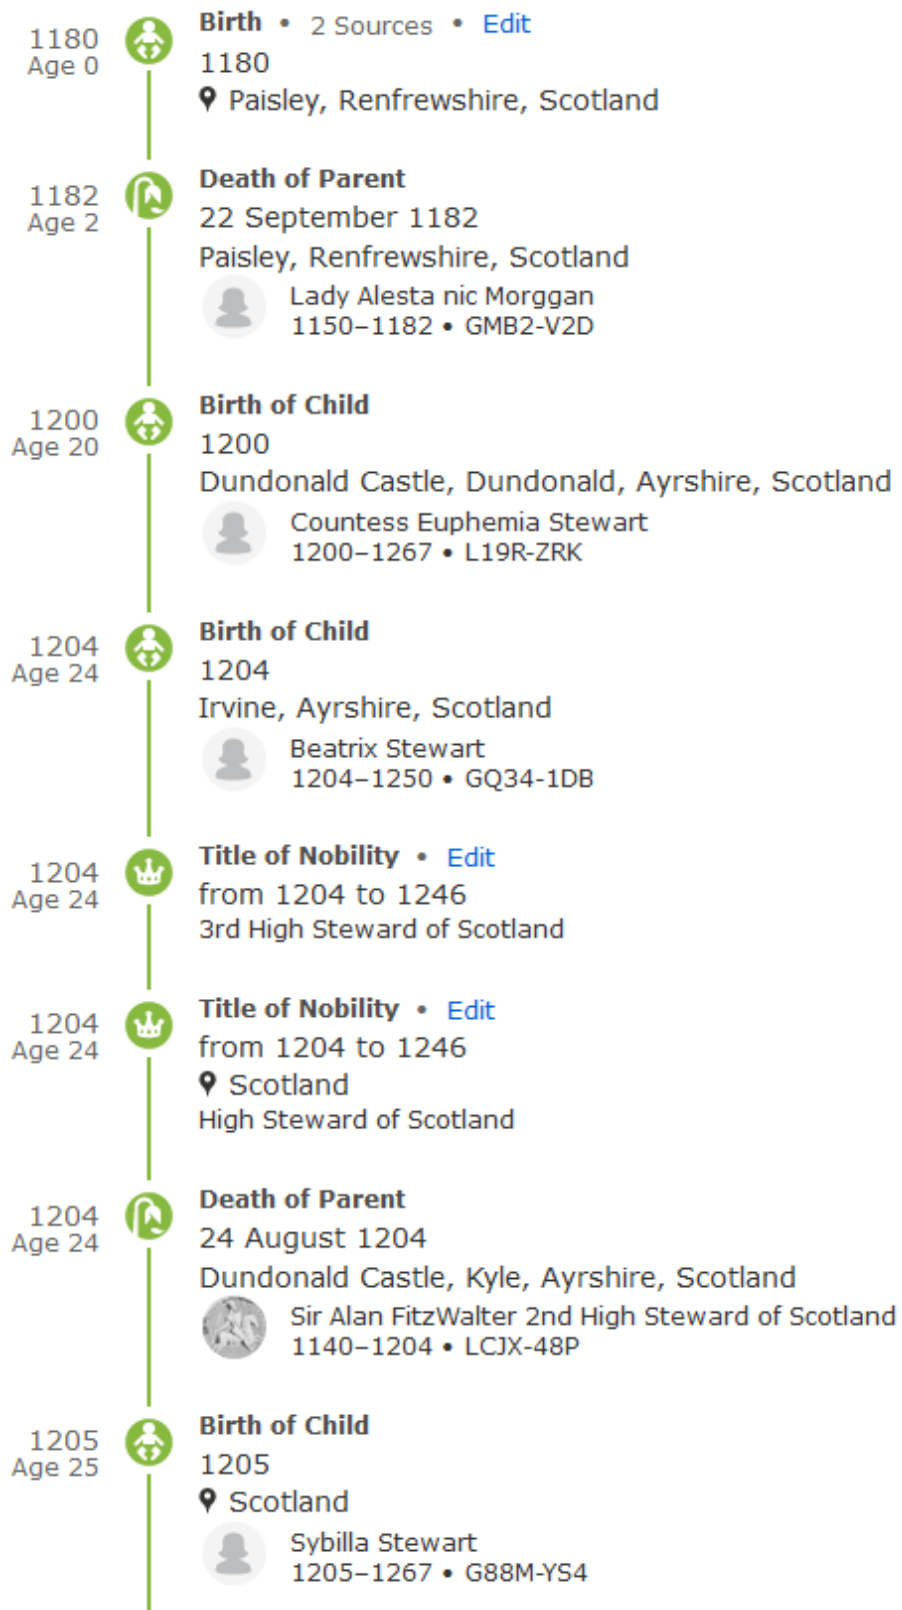 1180
Age 0
Birth • 2 Sources • Edit
1180
Paisley, Renfrewshire, Scotland
1182
Age 2
Death of Parent
22 September 1182
Paisley, Renfrewshire, Scotland
Lady Alesta nic Morggan
1150–1182 • GMB2-V2D
1200
Age 20
Birth of Child
1200
Dundonald Castle, Dundonald, Ayrshire, Scotland
Countess Euphemia Stewart
1200–1267 • L19R-ZRK
1204
Age 24
Birth of Child
1204
Irvine, Ayrshire, Scotland
Beatrix Stewart
1204–1250 • GQ34-1DB
1204
Age 24
Title of Nobility • Edit
from 1204 to 1246
3rd High Steward of Scotland
1204
Age 24
Title of Nobility • Edit
from 1204 to 1246
Scotland
High Steward of Scotland
1204
Age 24
Death of Parent
24 August 1204
Dundonald Castle, Kyle, Ayrshire, Scotland
Sir Alan FitzWalter 2nd High Steward of Scotland
1140–1204 • LCJX-48P
1205
Age 25
Birth of Child
1205
Scotland
Sybilla Stewart
1205–1267 • G88M-YS4